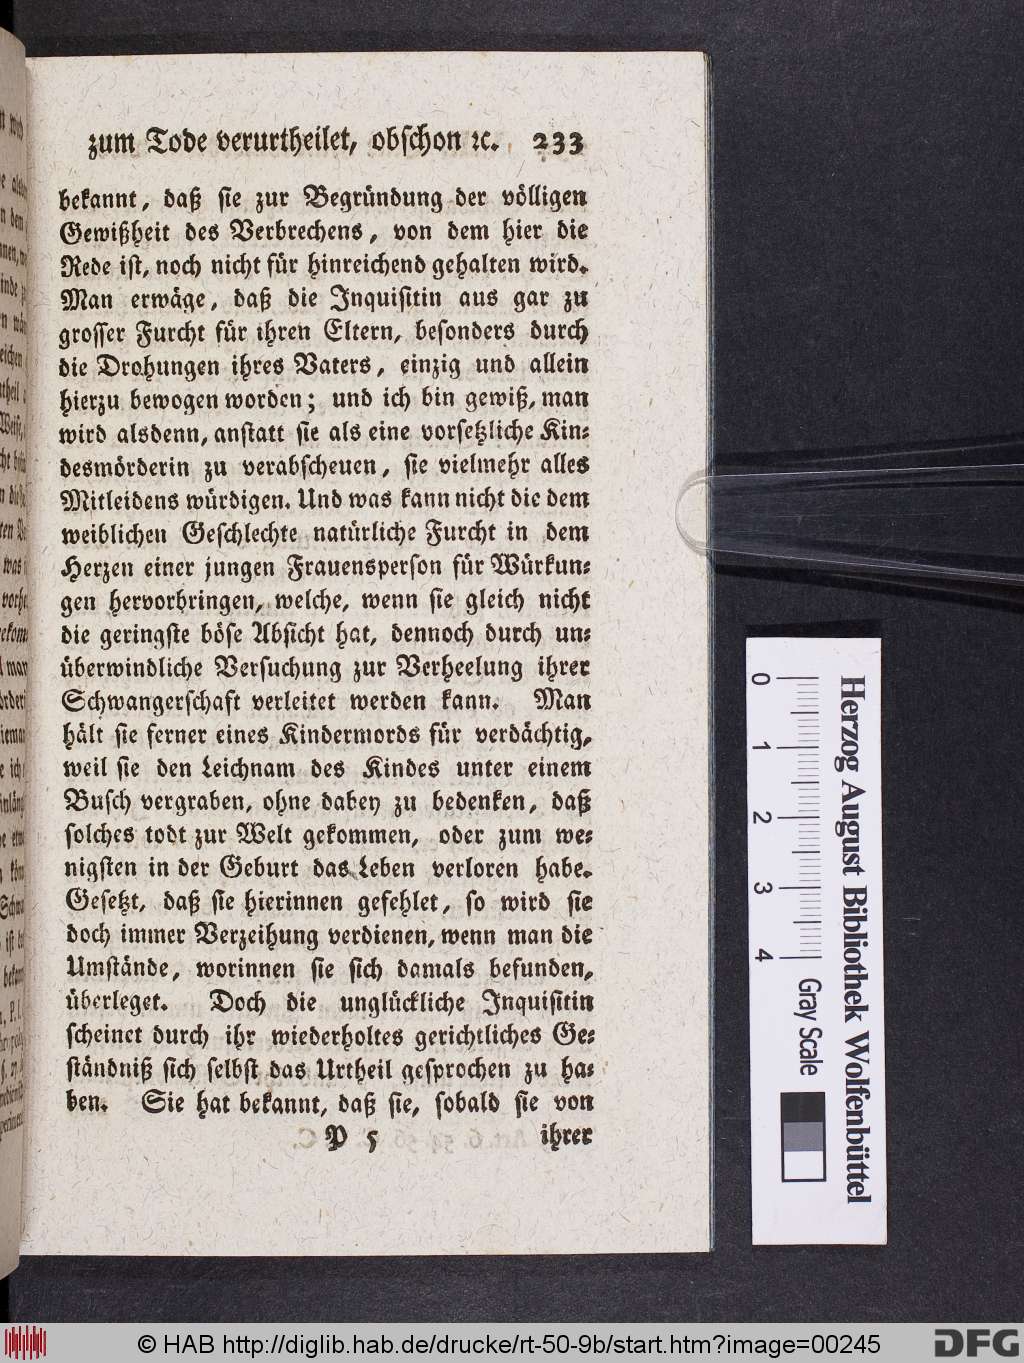 zum Tode verurtheilet, obschon ꝛc. 233
bekannt, daß sie zur Begründung der völligen
Gewißheit des Verbrechens, von dem hier die
Rede ist, noch nicht für hinreichend gehalten wird.
Man erwäge, daß die Inquisitin aus gar zu
grosser Furcht für ihren Eltern, besonders durch
die Drohungen ihres Vaters, einzig und allein
hierzu bewogen worden; und ich bin gewiß, man
wird alsdenn, anstatt sie als eine vorsetzliche Kin⸗
desmörderin zu verabscheuen, sie vielmehr alles
Mitleidens würdigen. Und was kann nicht die dem
weiblichen Geschlechte natürliche Furcht in dem
Herzen einer jungen Frauensperson für Würkun⸗
gen hervorbringen, welche, wenn sie gleich nicht
die geringste böse Absicht hat, dennoch durch un⸗
überwindliche Versuchung zur Verheelung ihrer
Schwangerschaft verleitet werden kann. Man
hält sie ferner eines Kindermords für verdächtig,
weil sie den Leichnam des Kindes unter einem
Busch vergraben, ohne dabey zu bedenken, daß
solches todt zur Welt gekommen, oder zum we⸗
nigsten in der Geburt das Leben verloren habe.
Gesetzt, daß sie hierinnen gefehlet, so wird sie
doch immer Verzeihung verdienen, wenn man die
Umstände, worinnen sie sich damals befunden,
überleget. Doch die unglückliche Inquisitin
scheinet durch ihr wiederholtes gerichtliches Ge⸗
ständniß sich selbst das Urtheil gesprochen zu ha⸗
ben. Sie hat bekannt, daß sie, sobald sie von
P 5 ihrer
0 1 2 3 4
Gray Scale
Herzog August Bibliothek Wolfenbüttel
© HAB http://diglib.hab.de/drucke/rt-50-9b/start.htm?image=00245
DFG